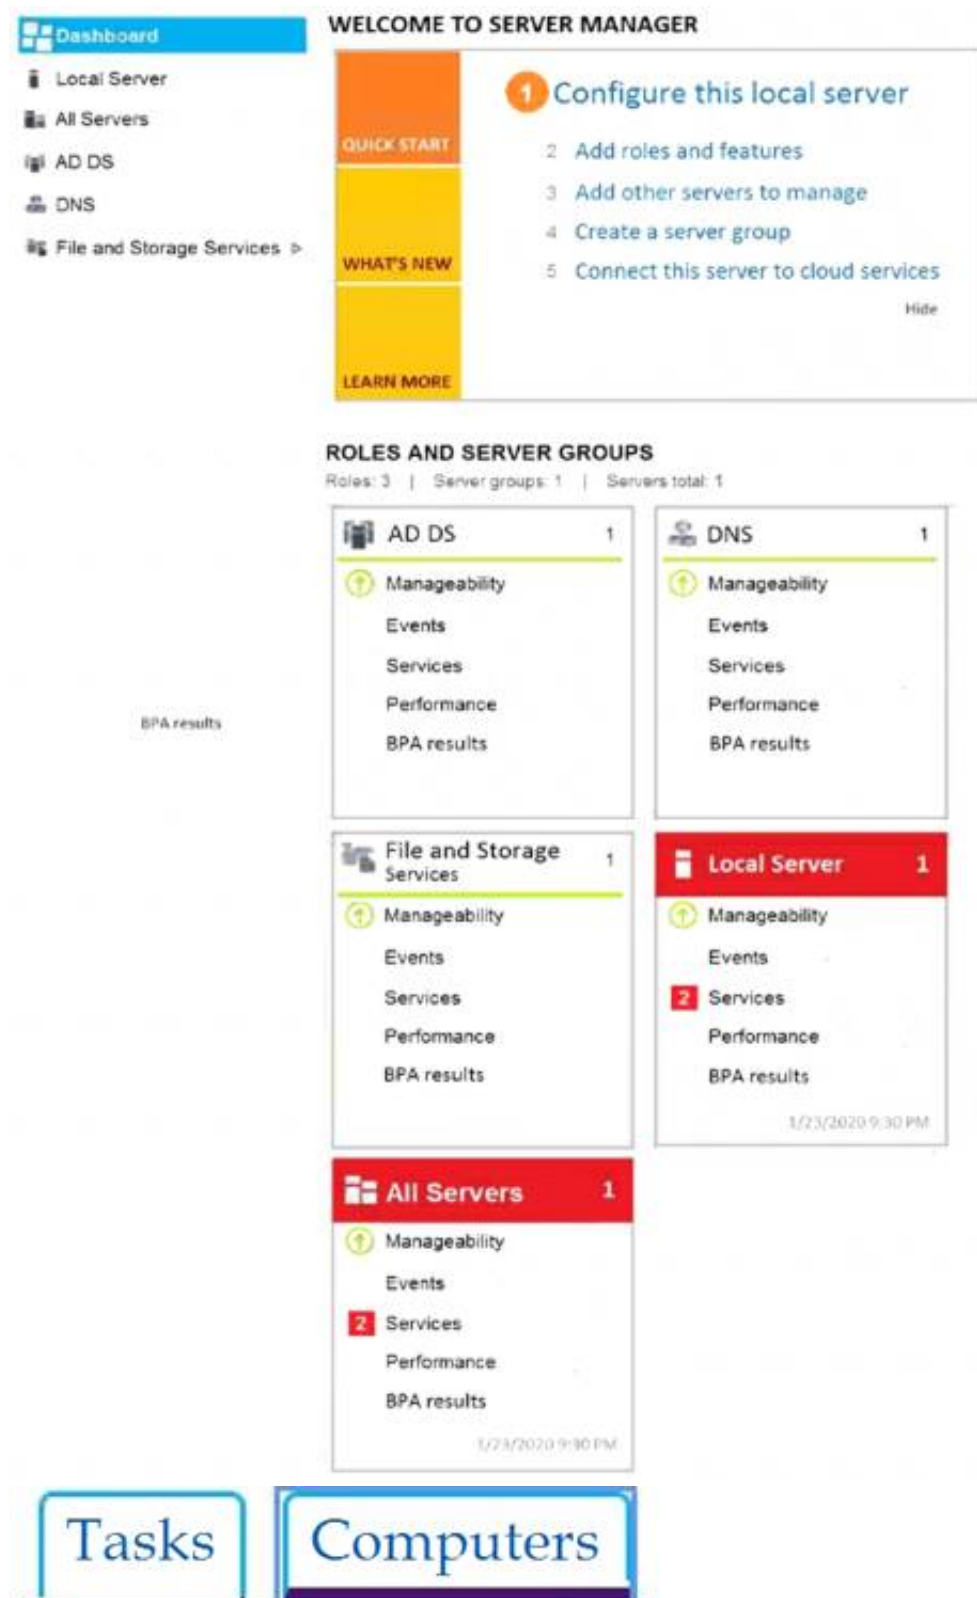 Dashboard
Local Server
All Servers
AD DS
DNS
File and Storage Services
WELCOME TO SERVER MANAGER
QUICK START
WHAT'S NEW
LEARN MORE
1 Configure this local server
2 Add roles and features
3 Add other servers to manage
4 Create a server group
5 Connect this server to cloud services
Hide
ROLES AND SERVER GROUPS
Roles: 3 | Server groups: 1 | Servers total: 1
AD DS 1
Manageability
Events
Services
Performance
BPA results
DNS 1
Manageability
Events
Services
Performance
BPA results
BPA results
File and Storage 1
Services
Manageability
Events
Services
Performance
BPA results
Local Server 1
Manageability
Events
2 Services
Performance
BPA results
1/23/2020 9:30 PM
All Servers 1
Manageability
Events
2 Services
Performance
BPA results
1/23/2020 9:30 PM
Tasks
Computers